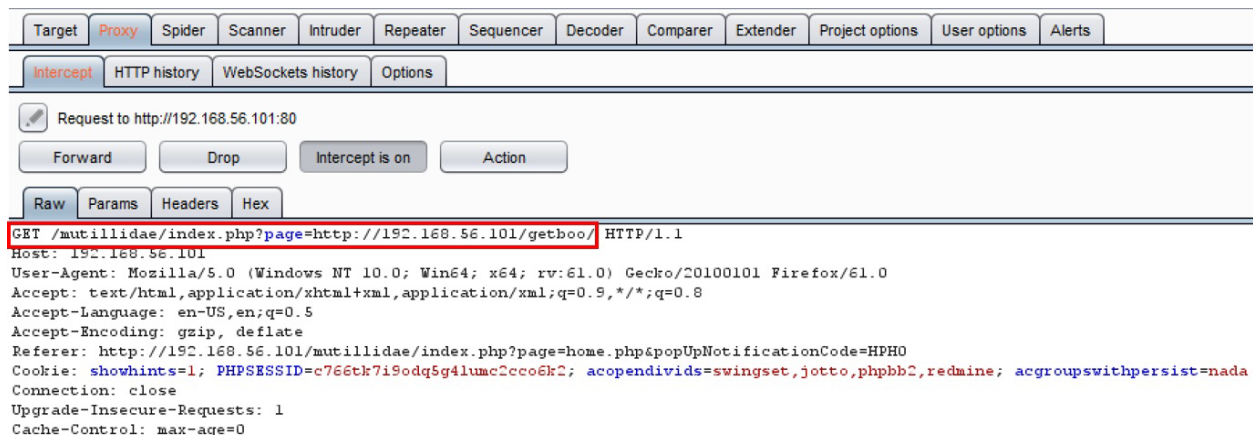 Target Proxy Spider Scanner Intruder Repeater Sequencer Decoder Comparer Extender Project options User options Alerts
Intercept HTTP history WebSockets history Options
Request to http://192.168.56.101:80
Forward Drop Intercept is on Action
Raw Params Headers Hex
GET /mutillidae/index.php?page=http://192.168.56.101/getboo/ HTTP/1.1
Host: 192.168.56.101
User-Agent: Mozilla/5.0 (Windows NT 10.0; Win64; x64; rv:61.0) Gecko/20100101 Firefox/61.0
Accept: text/html,application/xhtml+xml,application/xml;q=0.9,*/*;q=0.8
Accept-Language: en-US,en;q=0.5
Accept-Encoding: gzip, deflate
Referer: http://192.168.56.101/mutillidae/index.php?page=home.php&popUpNotificationCode=HPH0
Cookie: showhints=1; PHPSESSID=c766tk7i9odq5g4lumc2cco6k2; acopendivids=swingset,jotto,phpbb2,redmine; acgroupswithpersist=nada
Connection: close
Upgrade-Insecure-Requests: 1
Cache-Control: max-age=0